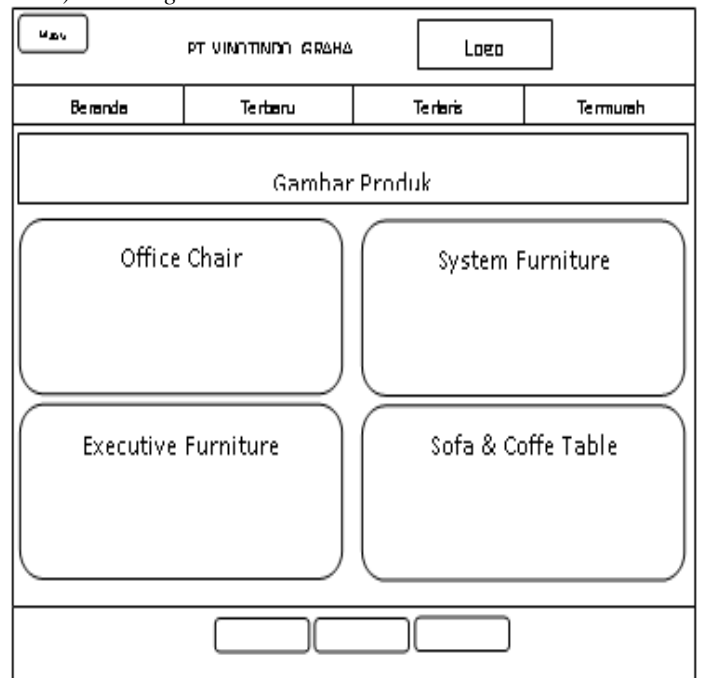 Menu
PT VINOTINDO GRAHA
Logo
Beranda
Terbaru
Terlaris
Termurah
Gambar Produk
Office Chair
System Furniture
Executive Furniture
Sofa & Coffe Table